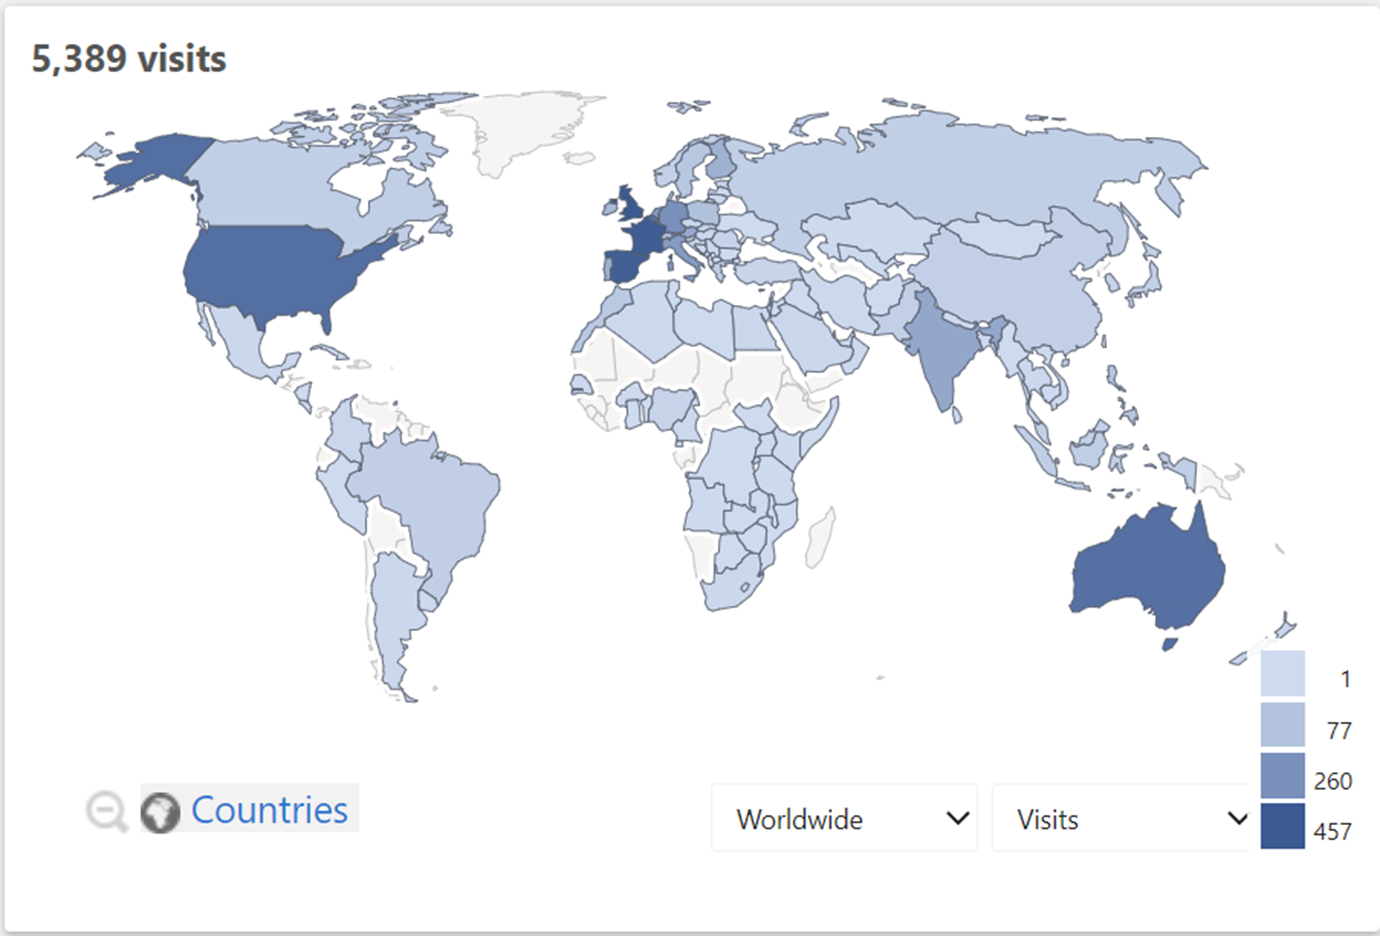 5,389 visits
1
77
260
457
Countries
Worldwide
Visits